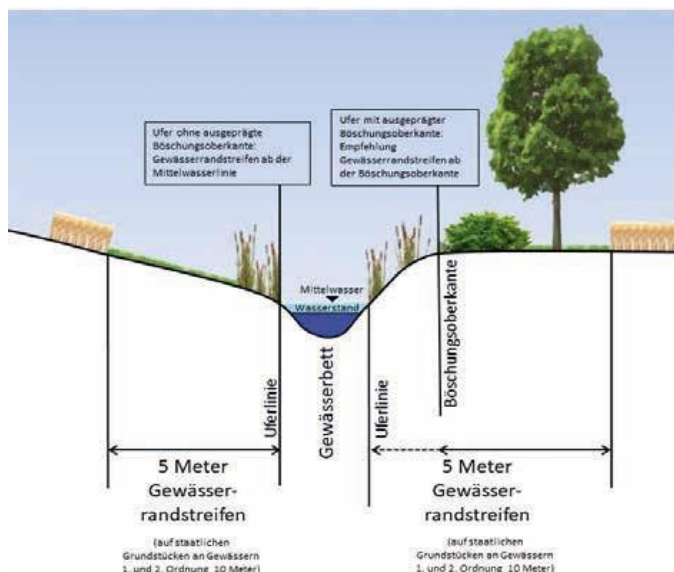 Ufer ohne ausgeprägte
Böschungsoberkante:
Gewässerrandstreifen ab der
Mittelwasserlinie
Ufer mit ausgeprägter
Böschungsoberkante:
Empfehlung
Gewässerrandstreifen ab
der Böschungsoberkante
Mittelwasser
Wasserstand
Uferlinie
Gewässerbett
Uferlinie
Böschungsoberkante
5 Meter
Gewässer-
randstreifen
(auf staatlichen
Grundstücken an Gewässern
1. und 2. Ordnung 10 Meter)
5 Meter
Gewässer-
randstreifen
(auf staatlichen
Grundstücken an Gewässern
1. und 2. Ordnung 10 Meter)